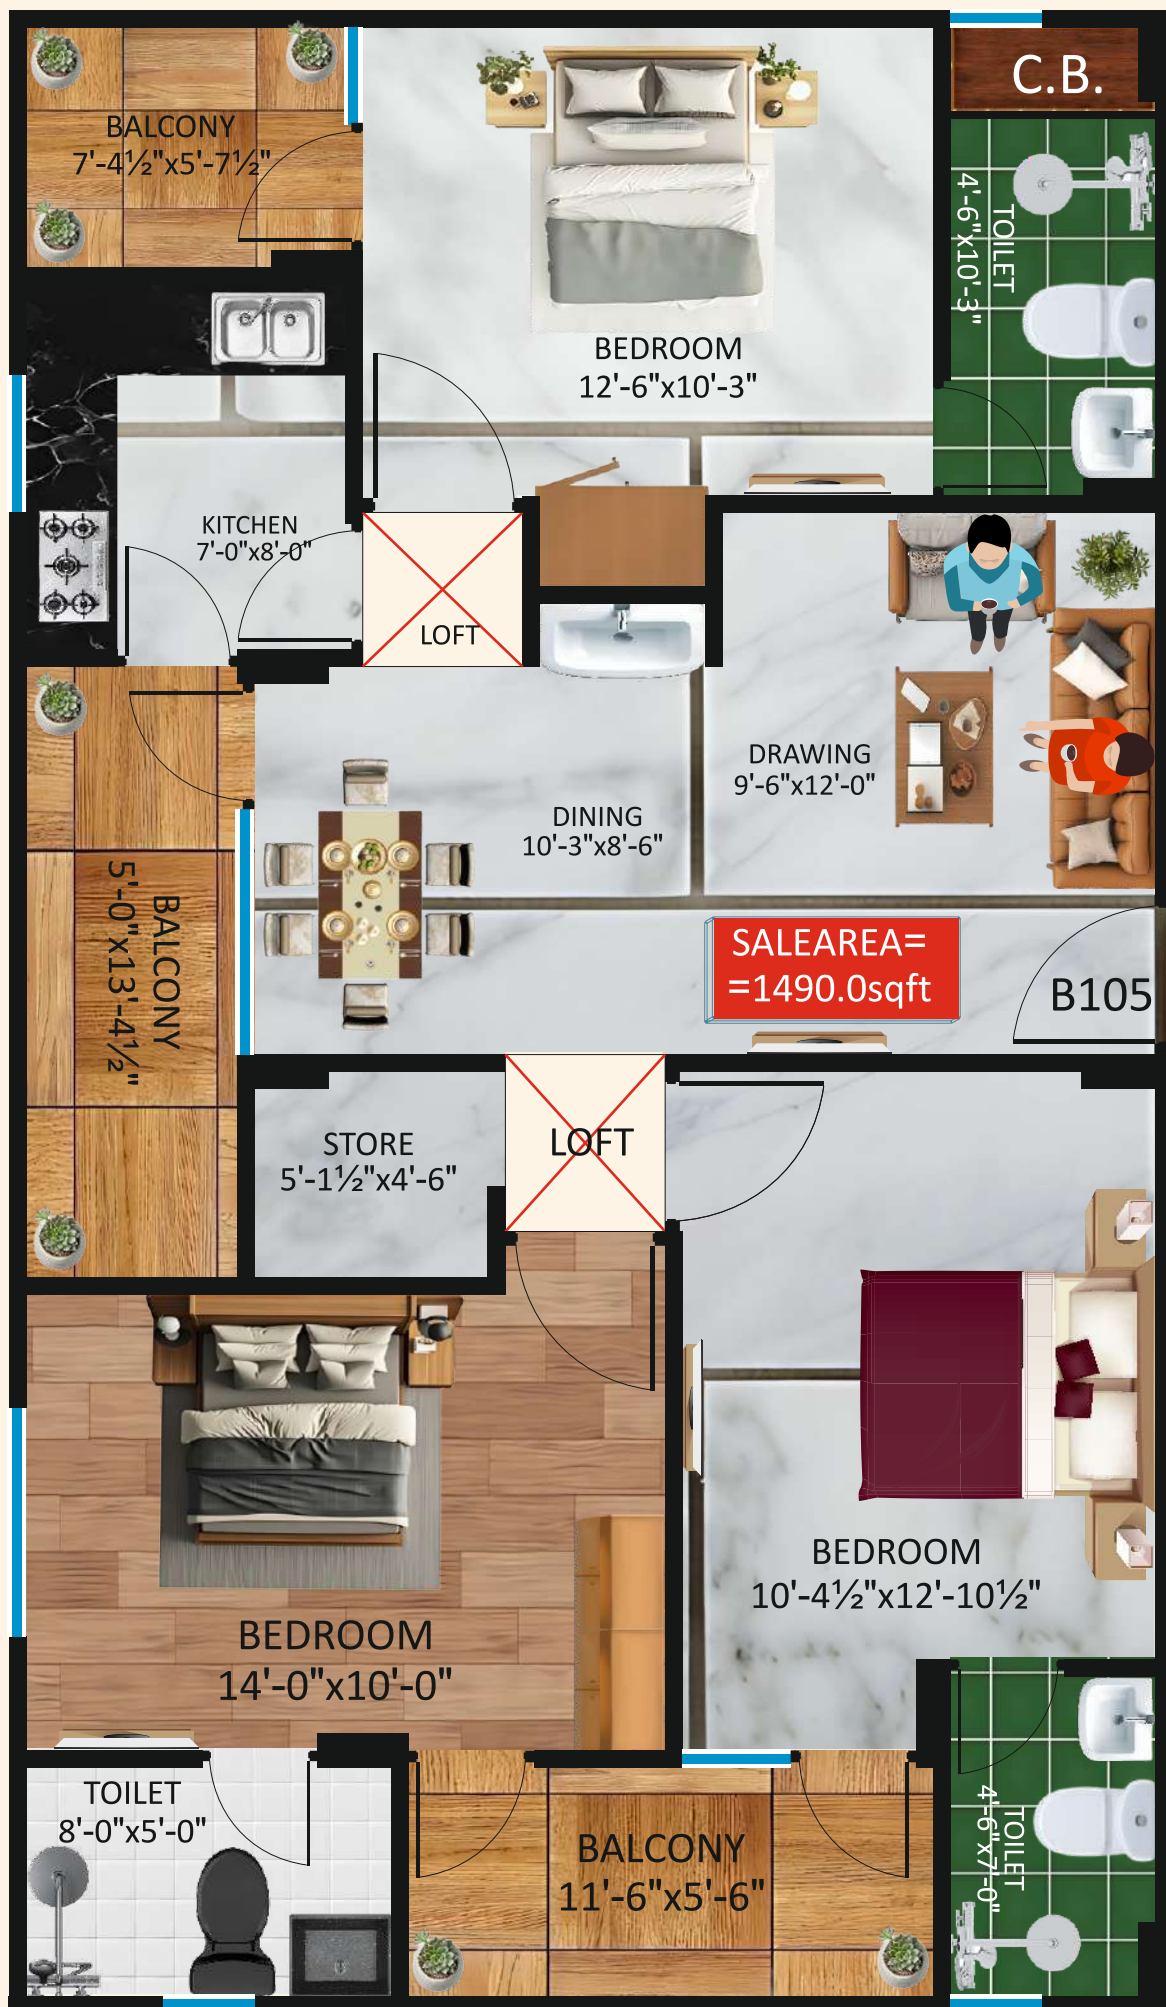 C.B.
BALCONY
7'-4½"x5'-7½"
TOILET
4'-6"x10'-3"
BEDROOM
12'-6"x10'-3"
KITCHEN
7'-0"x8'-0"
LOFT
DRAWING
9'-6"x12'-0"
DINING
10'-3"x8'-6"
BALCONY
5'-0"x13'-4½"
SALEAREA=
=1490.0sqft
B105
STORE
5'-1½"x4'-6"
LOFT
BEDROOM
10'-4½"x12'-10½"
BEDROOM
14'-0"x10'-0"
TOILET
8'-0"x5'-0"
BALCONY
11'-6"x5'-6"
TOILET
4'-6"x7'-0"